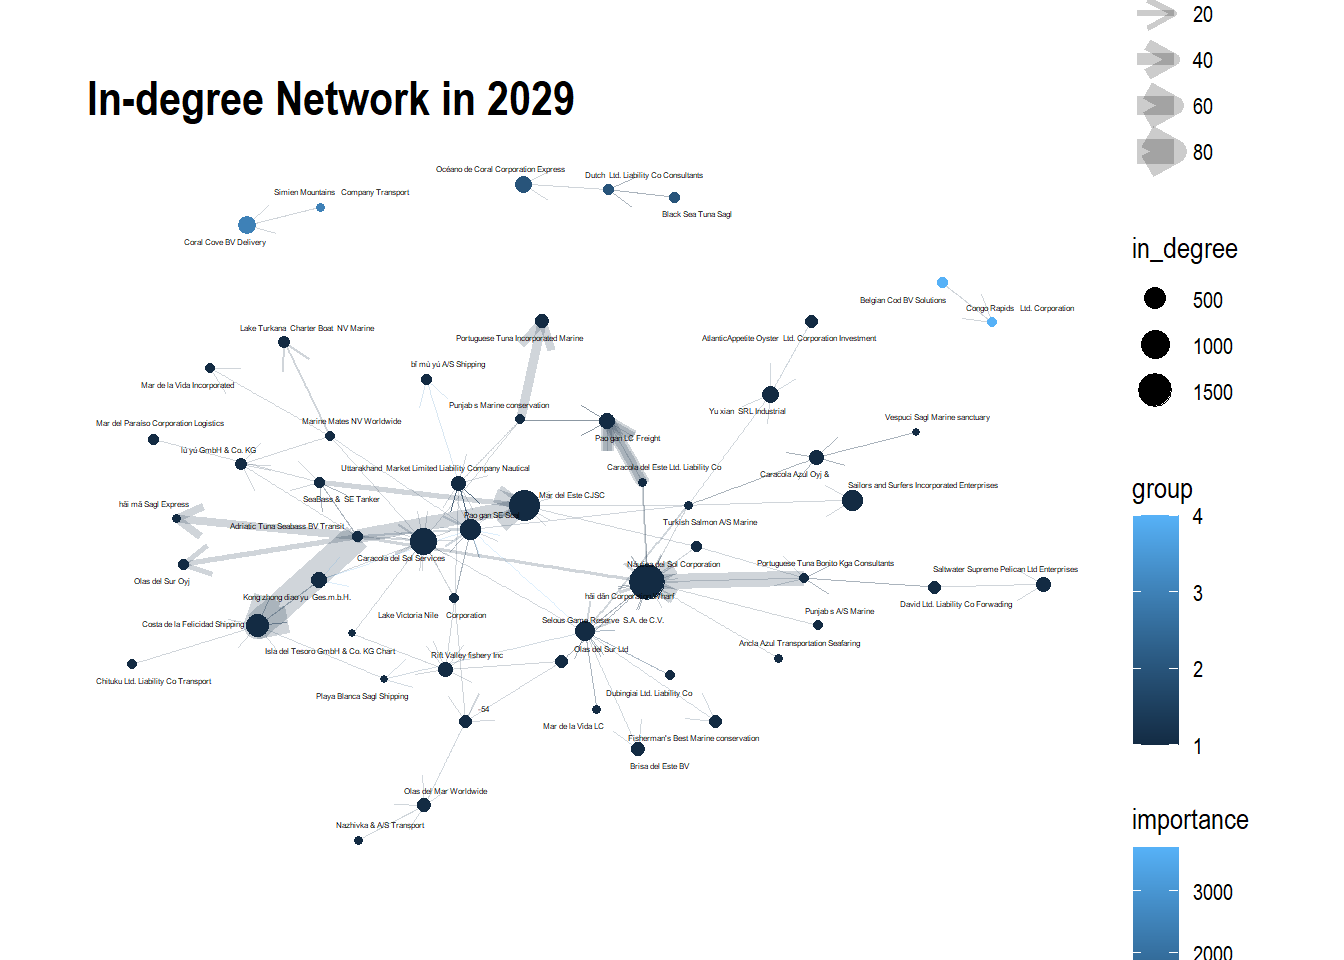 In-degree Network in 2029
20
40
60
80
in_degree
500
1000
1500
group
4
3
2
1
importance
3000
2000
Océano de Coral Corporation Express
Dutch Ltd. Liability Co Consultants
Simien Mountains Company Transport
Black Sea Tuna Sagl
Coral Cove BV Delivery
Belgian Cod BV Solutions
Congo Rapids Ltd. Corporation
Lake Turkana Charter Boat NV Marine
Portuguese Tuna Incorporated Marine
AtlanticAppetite Oyster Ltd. Corporation Investment
bǐ mù yú A/S Shipping
Mar de la Vida Incorporated
Punjab s Marine conservation
Yu xian SRL Industrial
Vespuci Sagl Marine sanctuary
Mar del Paraíso Corporation Logistics
Marine Mates NV Worldwide
Pao gan LC Freight
lú yú GmbH & Co. KG
Uttarakhand Market Limited Liability Company Nautical
Caracola del Este Ltd. Liability Co
Caracola Azul Oyj &
Sailors and Surfers Incorporated Enterprises
SeaBass & SE Tanker
Mar del Este CJSC
hǎi mǎ Sagl Express
Pao gan SE Seal
Adriatic Tuna Seabass BV Transit
Turkish Salmon A/S Marine
Caracola del Sol Services
Náutica del Sol Corporation
Portuguese Tuna Bonito Kga Consultants
Saltwater Supreme Pelican Ltd Enterprises
Olas del Sur Oyj
Kong zhong diao yu Ges.m.b.H.
hǎi dǎn Corporation Wharf
David Ltd. Liability Co Forwading
Lake Victoria Nile Corporation
Punjab s A/S Marine
Costa de la Felicidad Shipping
Selous Game Reserve S.A. de C.V.
Ancla Azul Transportation Seafaring
Isla del Tesoro GmbH & Co. KG Chart
Rift Valley fishery Inc
Olas del Sur Ltd
Chituku Ltd. Liability Co Transport
Playa Blanca Sagl Shipping
Dubingiai Ltd. Liability Co
-54
Mar de la Vida LC
Fisherman's Best Marine conservation
Brisa del Este BV
Olas del Mar Worldwide
Nazhivka & A/S Transport